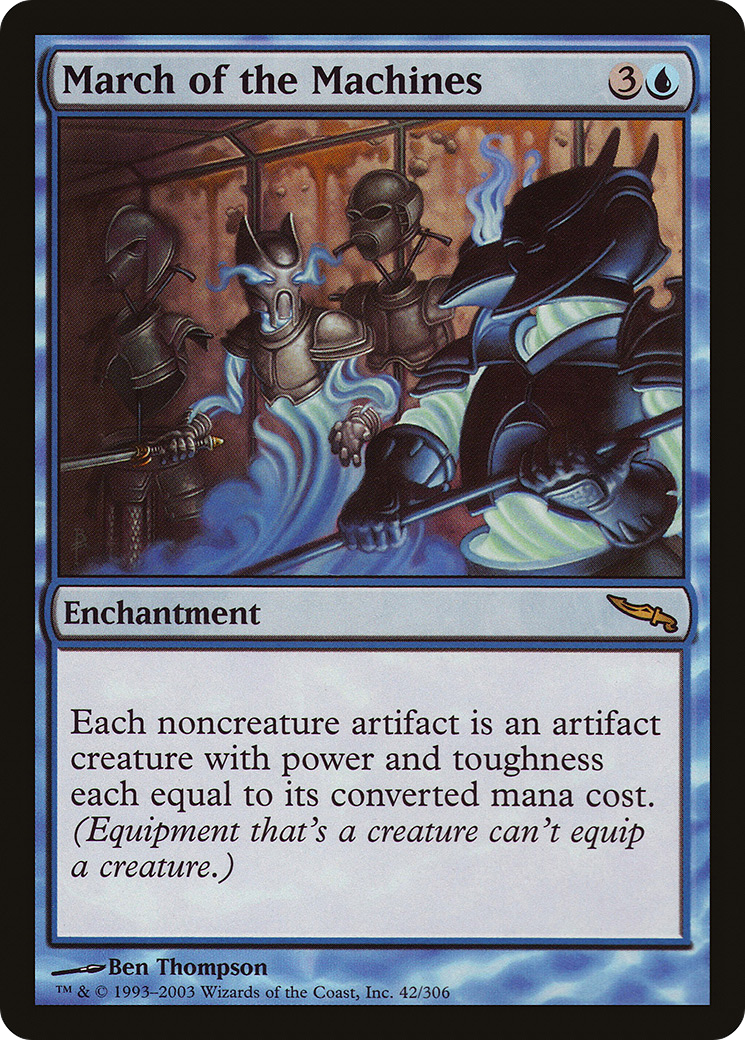 March of the Machines 3
Enchantment
Each noncreature artifact is an artifact
creature with power and toughness
each equal to its converted mana cost.
(Equipment that's a creature can't equip
a creature.)
Ben Thompson
™ & © 1993–2003 Wizards of the Coast, Inc. 42/306